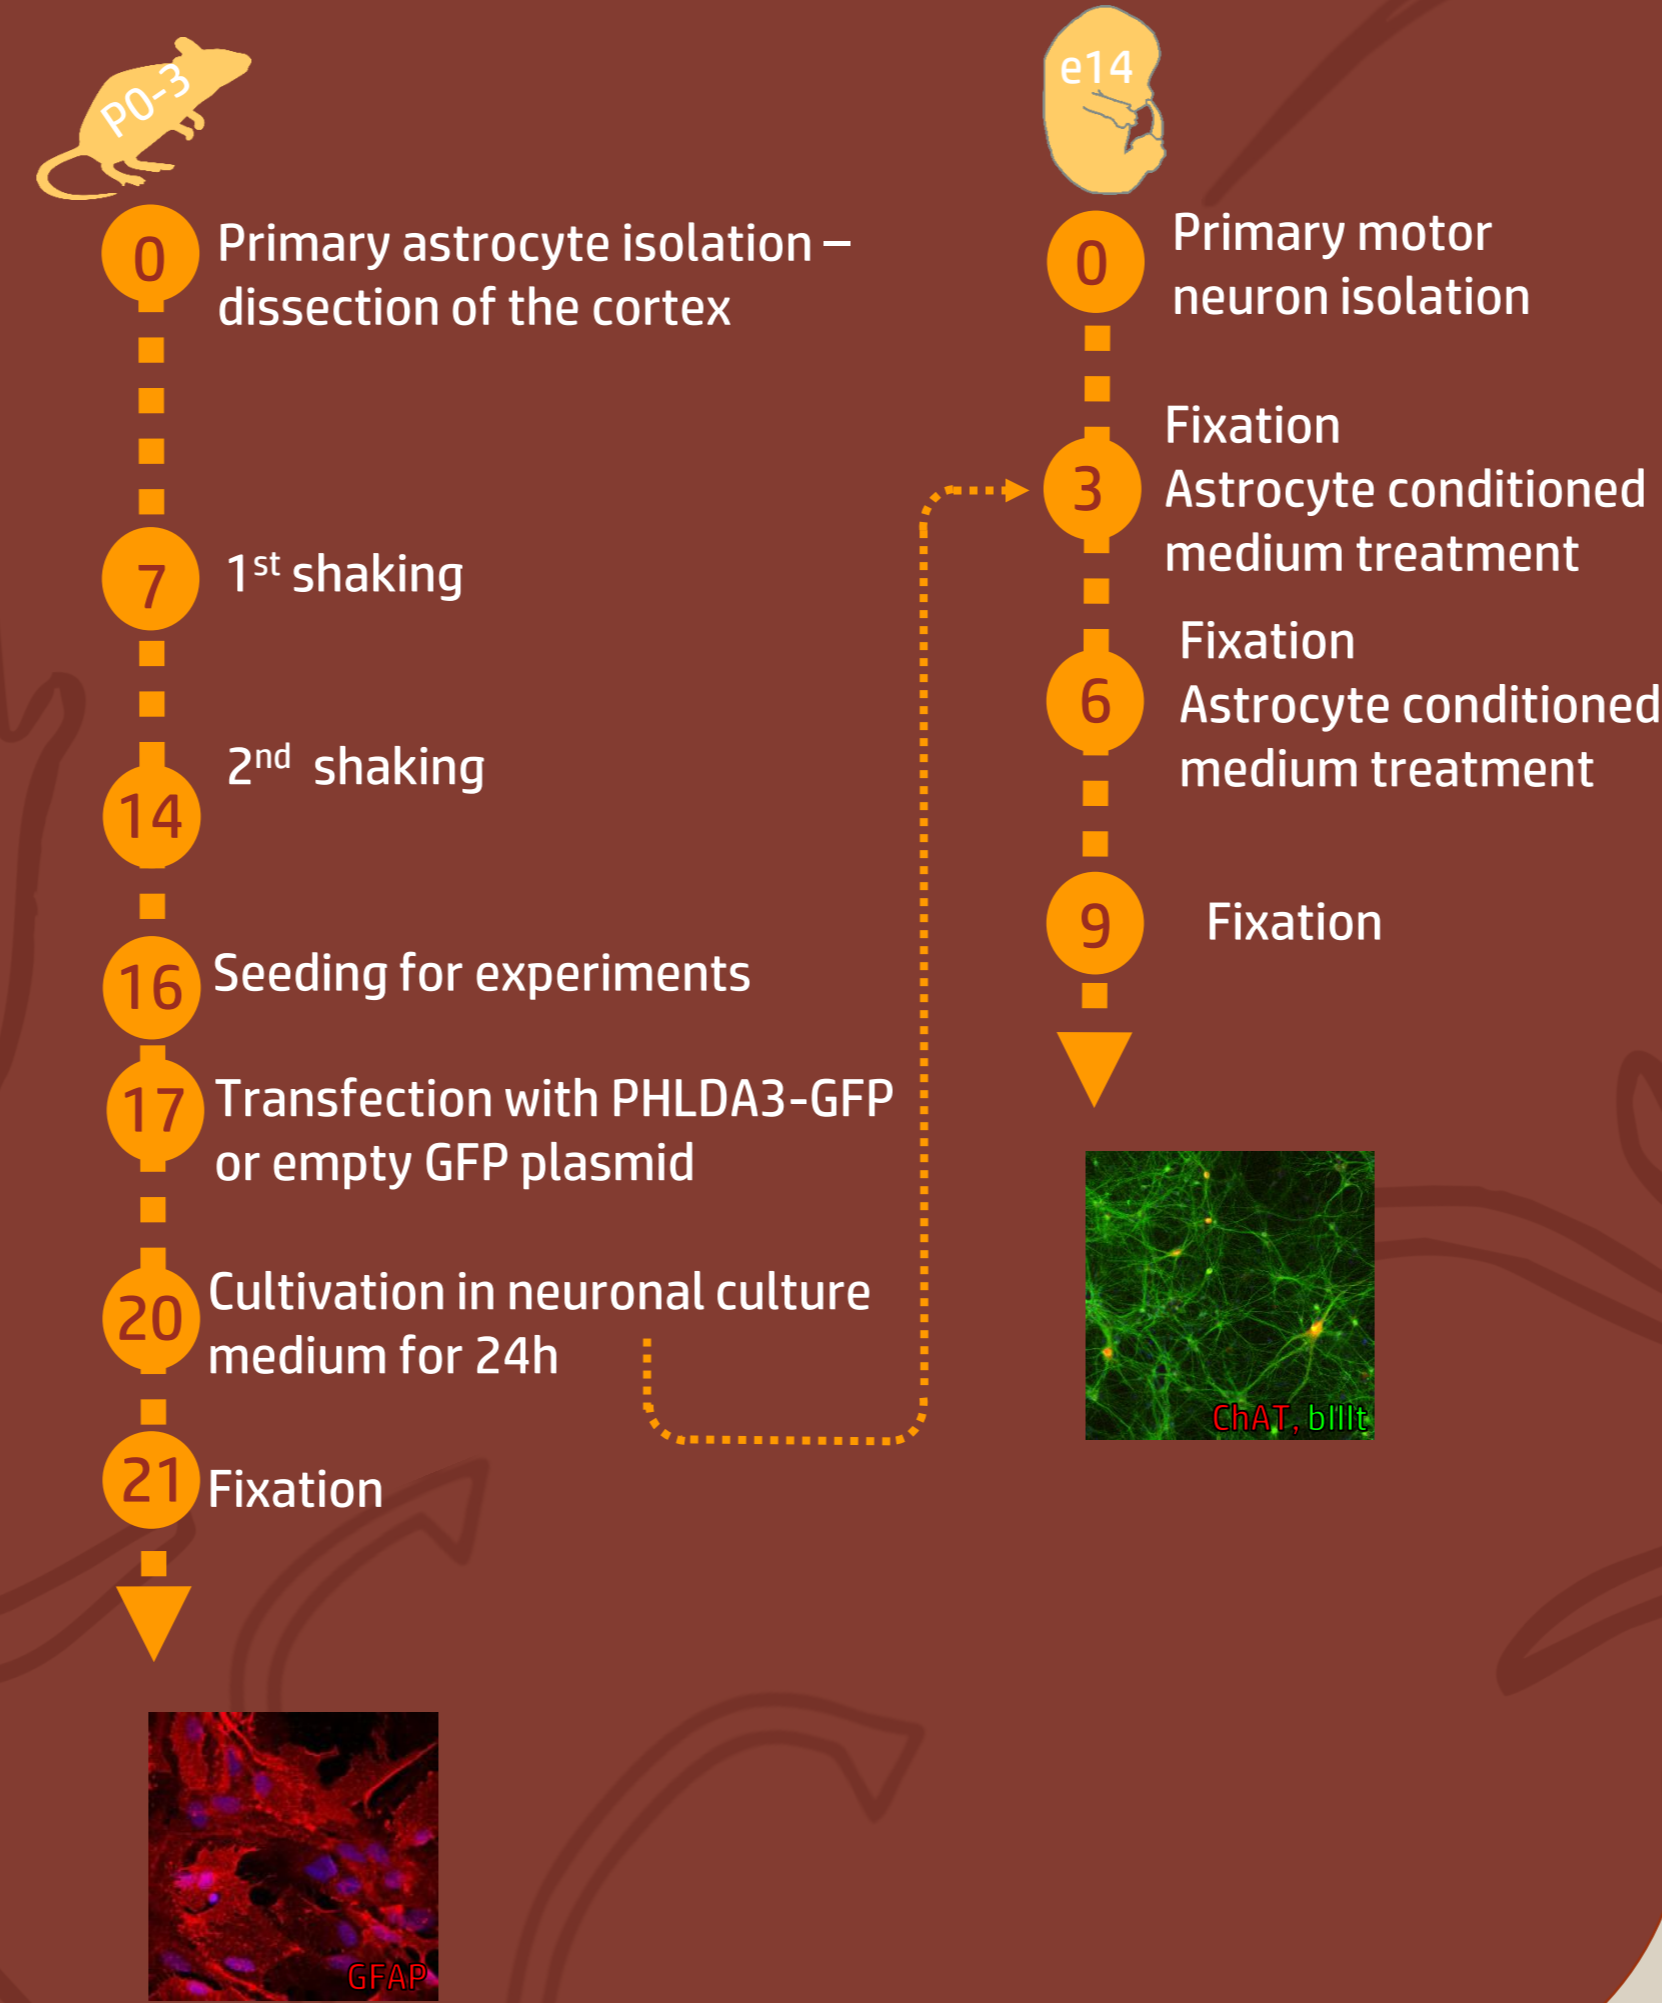 P0-3
0
Primary astrocyte isolation –
dissection of the cortex
7
1st shaking
2nd shaking
14
16
Seeding for experiments
17
Transfection with PHLDA3-GFP
or empty GFP plasmid
20
Cultivation in neuronal culture
medium for 24h
21
Fixation
GFAP
e14
0
Primary motor
neuron isolation
3
Fixation
Astrocyte conditioned
medium treatment
6
Fixation
Astrocyte conditioned
medium treatment
9
Fixation
ChAT, bIIIt